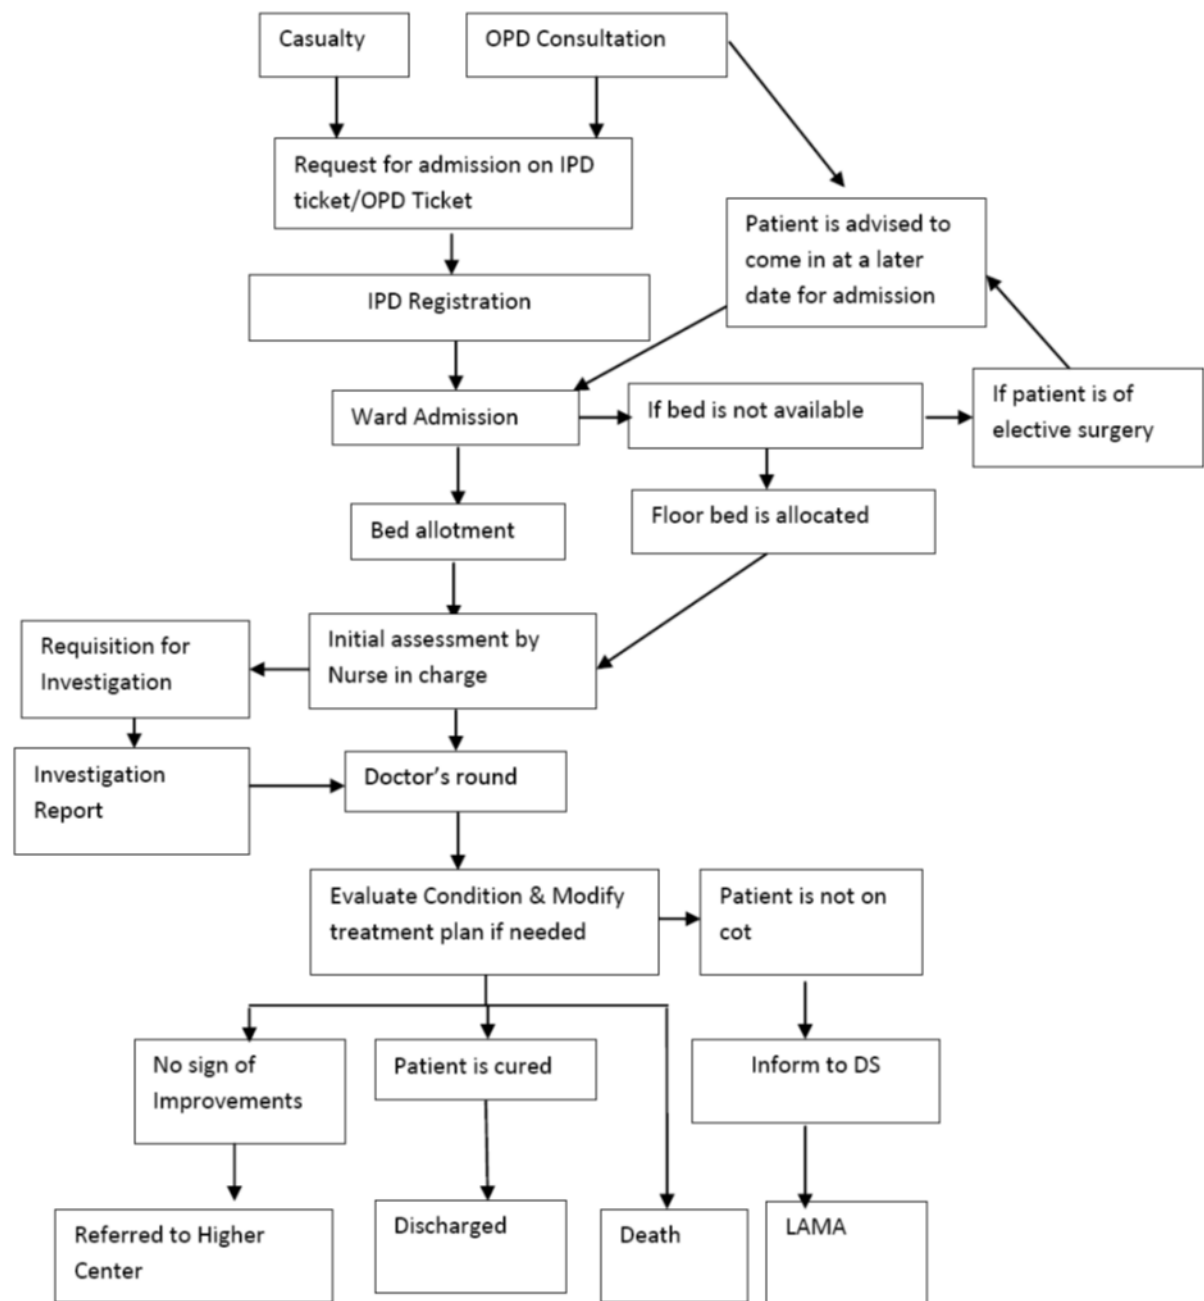 Casualty
OPD Consultation
Request for admission on IPD
ticket/OPD Ticket
Patient is advised to
come in at a later
date for admission
IPD Registration
Ward Admission
If bed is not available
If patient is of
elective surgery
Bed allotment
Floor bed is allocated
Requisition for
Investigation
Initial assessment by
Nurse in charge
Investigation
Report
Doctor's round
Evaluate Condition & Modify
treatment plan if needed
Patient is not on
cot
No sign of
Improvements
Patient is cured
Inform to DS
Referred to Higher
Center
Discharged
Death
LAMA